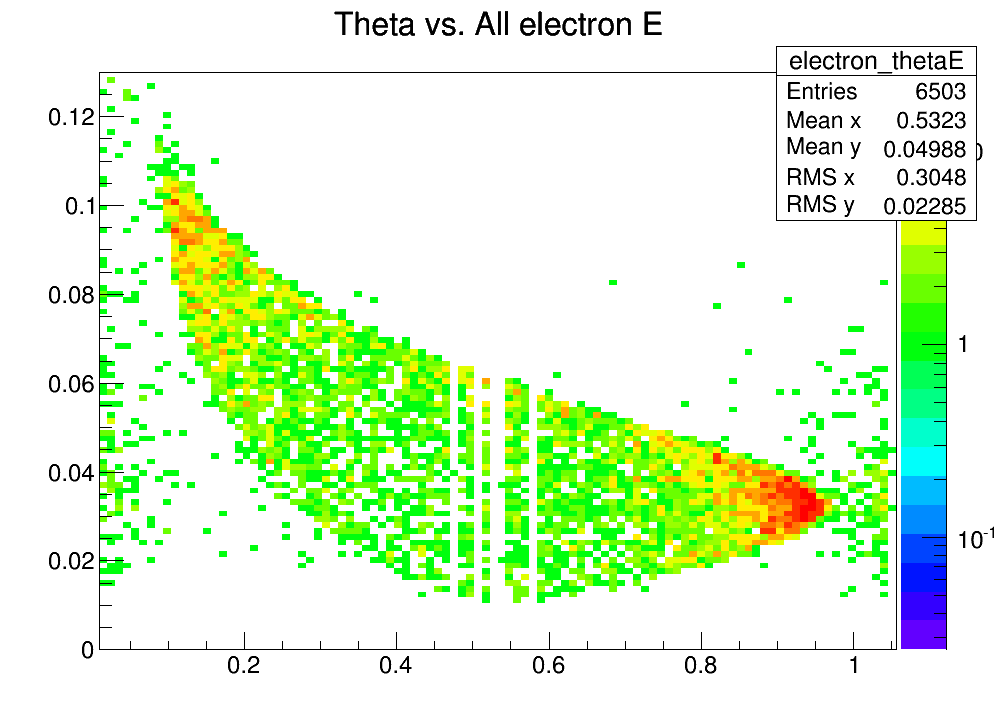 Theta vs. All electron E
electron_thetaE
Entries 6503
Mean x 0.5323
Mean y 0.04988
RMS x 0.3048
RMS y 0.02285
0.12
0.1
0.08
0.06
0.04
0.02
0
0.2 0.4 0.6 0.8 1
1
10-1